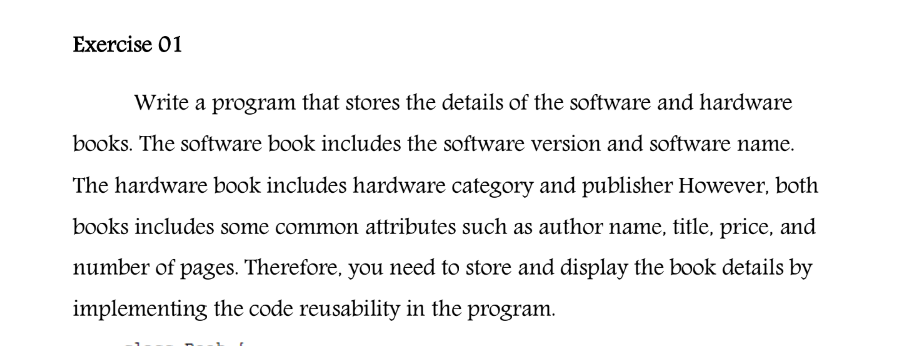 Exercise 01
Write a program that stores the details of the software and hardware
books. The software book includes the software version and software name.
The hardware book includes hardware category and publisher However, both
books includes some common attributes such as author name, title, price, and
number of pages. Therefore, you need to store and display the book details by
implementing the code reusability in the program.
class Book {